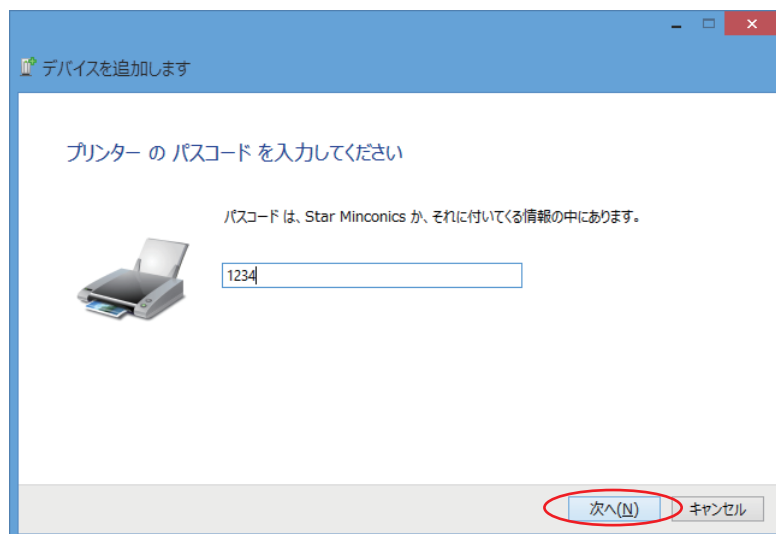 デバイスを追加します
プリンター の パスコード を入力してください
パスコード は、Star Minconics か、それに付いてくる情報の中にあります。
1234
次へ(N) キャンセル